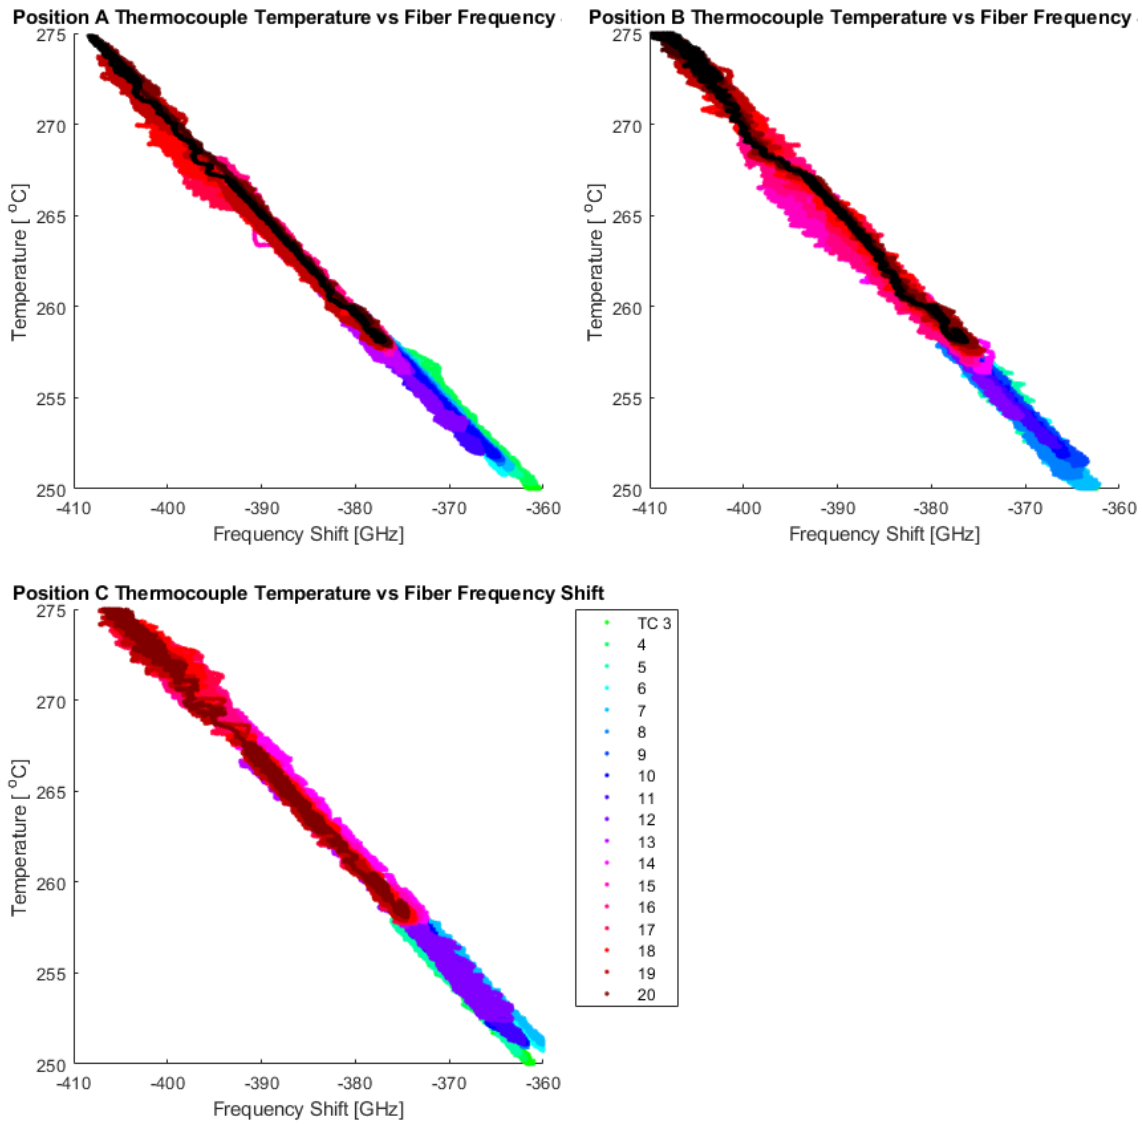 Position A Thermocouple Temperature vs Fiber Frequency
275
270
265
260
255
250
Temperature [ °C]
-410 -400 -390 -380 -370 -360
Frequency Shift [GHz]
Position B Thermocouple Temperature vs Fiber Frequency
275
270
265
260
255
250
Temperature [ °C]
-410 -400 -390 -380 -370 -360
Frequency Shift [GHz]
Position C Thermocouple Temperature vs Fiber Frequency Shift
275
270
265
260
255
250
Temperature [ °C]
-410 -400 -390 -380 -370 -360
Frequency Shift [GHz]
TC 3
4
5
6
7
8
9
10
11
12
13
14
15
16
17
18
19
20